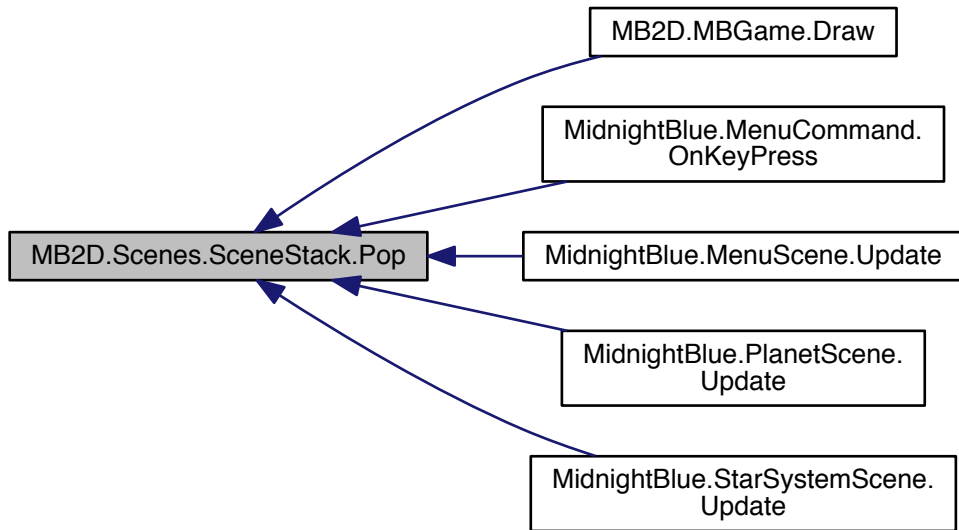 MB2D.MBGame.Draw
MidnightBlue.MenuCommand.
OnKeyPress
MB2D.Scenes.SceneStack.Pop
MidnightBlue.MenuScene.Update
MidnightBlue.PlanetScene.
Update
MidnightBlue.StarSystemScene.
Update